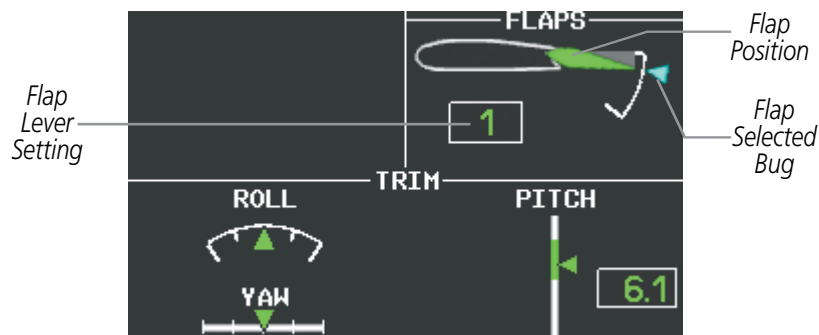 FLAPS
Flap
Position
Flap
Lever
Setting
1
Flap
Selected
Bug
TRIM
ROLL
PITCH
YAW
6.1